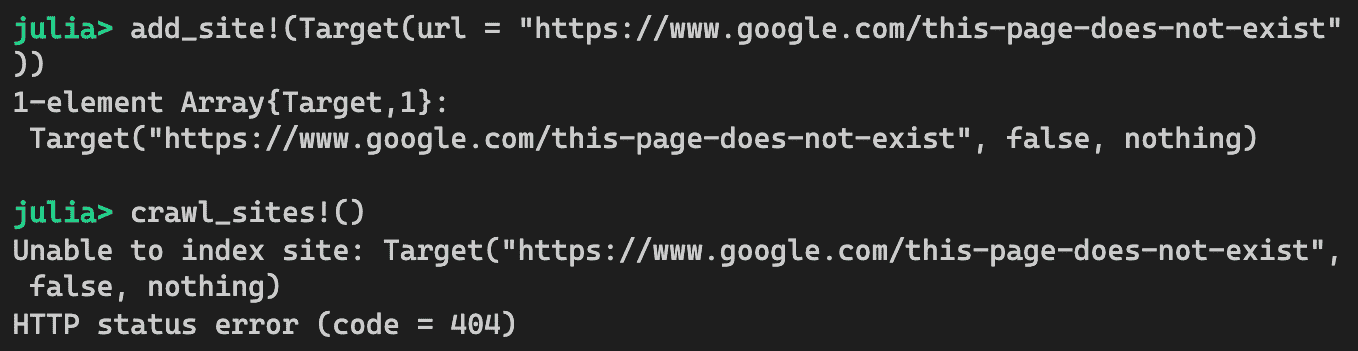 julia> add_site!(Target(url = "https://www.google.com/this-page-does-not-exist"
))
1-element Array{Target,1}:
 Target("https://www.google.com/this-page-does-not-exist", false, nothing)
julia> crawl_sites!()
Unable to index site: Target("https://www.google.com/this-page-does-not-exist",
 false, nothing)
HTTP status error (code = 404)